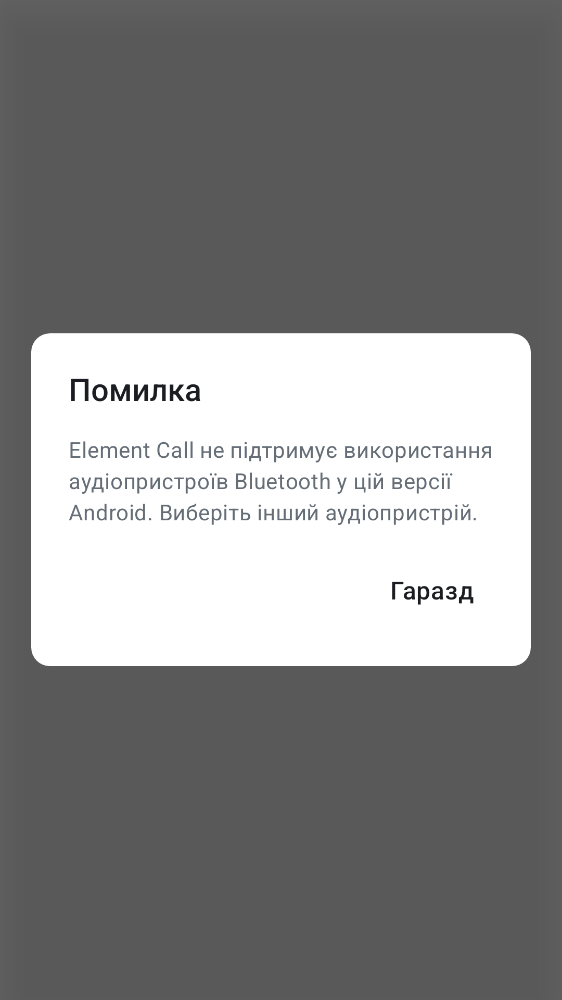 Помилка
Element Call не підтримує використання
аудіопристроїв Bluetooth у цій версії
Android. Виберіть інший аудіопристрій.
Гаразд